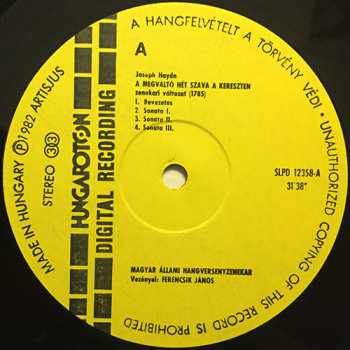 A HANGFELVÉTELT A TÖRVÉNY VÉDI · UNAUTHORIZED COPYING OF THIS RECORD IS PROHIBITED
A
Joseph Haydn
A MEGVÁLTÓ HÉT SZAVA A KERESZTEN
zenekari változat (1785)
1. Bevezetes
2. Sonata I.
3. Sonata II.
4. Sonata III.
SLPD 12358-A
31'38"
MAGYAR ÁLLAMI HANGVERSENYZENEKAR
Vezényel: FERENCSIK JÁNOS
HUNGAROTON
DIGITAL RECORDING
STEREO 33
MADE IN HUNGARY Ⓟ 1982 ARTISJUS